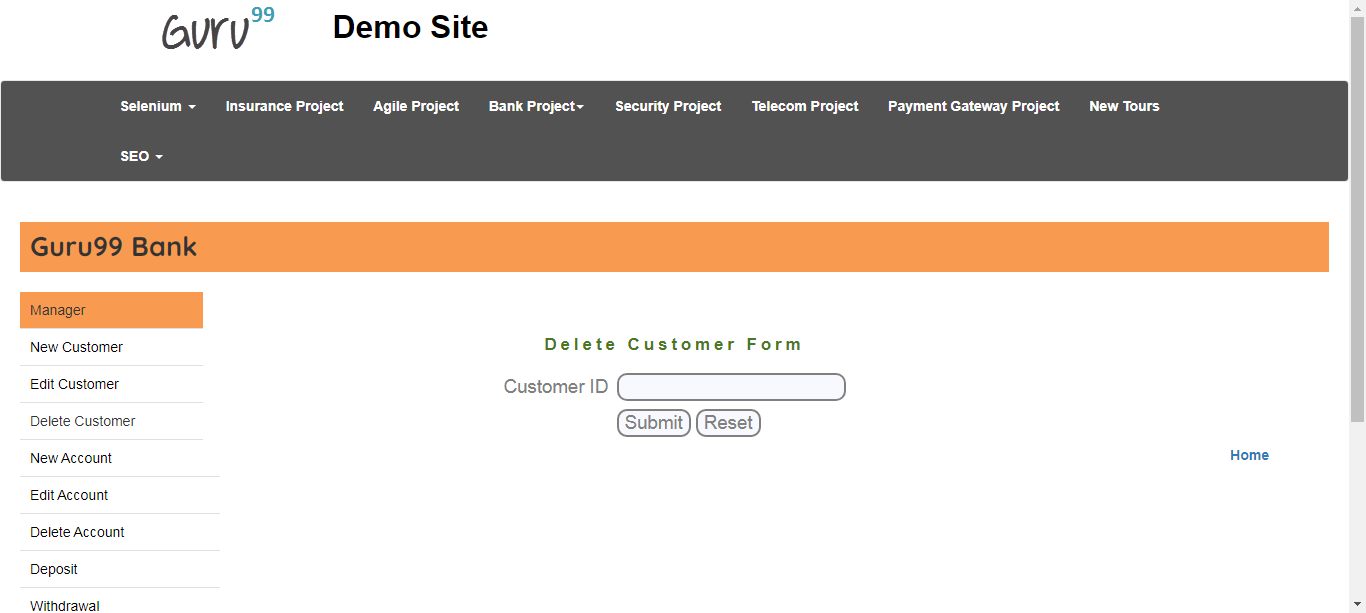 Guru99 Demo Site
Selenium Insurance Project Agile Project Bank Project Security Project Telecom Project Payment Gateway Project New Tours
SEO
Guru99 Bank
Manager
New Customer
Edit Customer
Delete Customer
New Account
Edit Account
Delete Account
Deposit
Withdrawal
Delete Customer Form
Customer ID
Submit Reset
Home